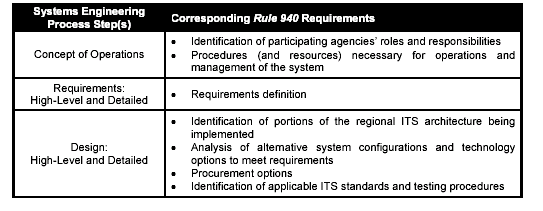 Systems Engineering
Process Step(s)
Corresponding Rule 940 Requirements
Concept of Operations
• Identification of participating agencies' roles and responsibilities
• Procedures (and resources) necessary for operations and
management of the system
Requirements:
High-Level and Detailed
• Requirements definition
Design:
High-Level and Detailed
• Identification of portions of the regional ITS architecture being
implemented
• Analysis of alternative system configurations and technology
options to meet requirements
• Procurement options
• Identification of applicable ITS standards and testing procedures